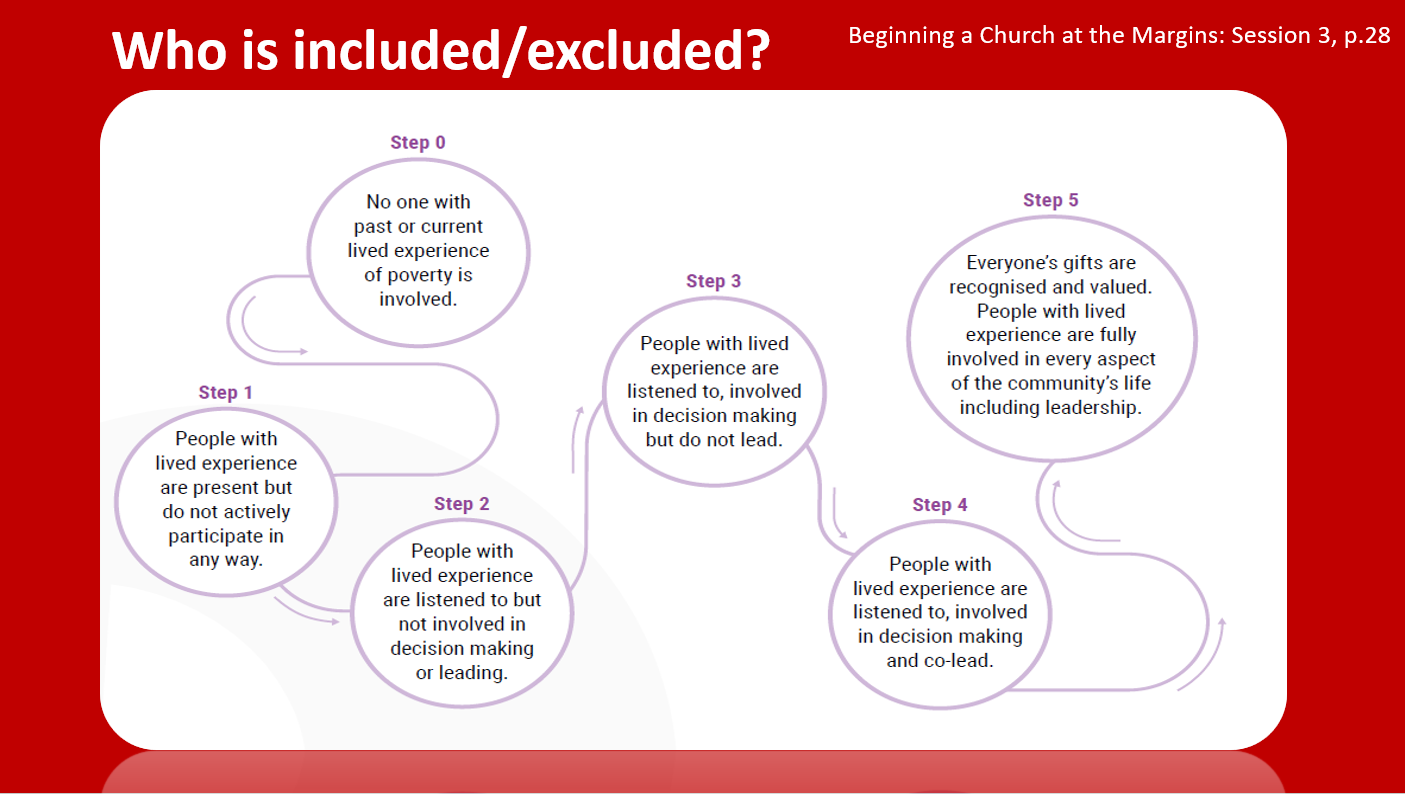 Who is included/excluded?
Beginning a Church at the Margins: Session 3, p.28
Step 0
No one with
past or current
lived experience
of poverty is
involved.
Step 1
People with
lived experience
are present but
do not actively
participate in
any way.
Step 2
People with
lived experience
are listened to but
not involved in
decision making
or leading.
Step 3
People with lived
experience are
listened to, involved
in decision making
but do not lead.
Step 4
People with
lived experience are
listened to, involved
in decision making
and co-lead.
Step 5
Everyone’s gifts are
recognised and valued.
People with lived
experience are fully
involved in every aspect
of the community’s life
including leadership.